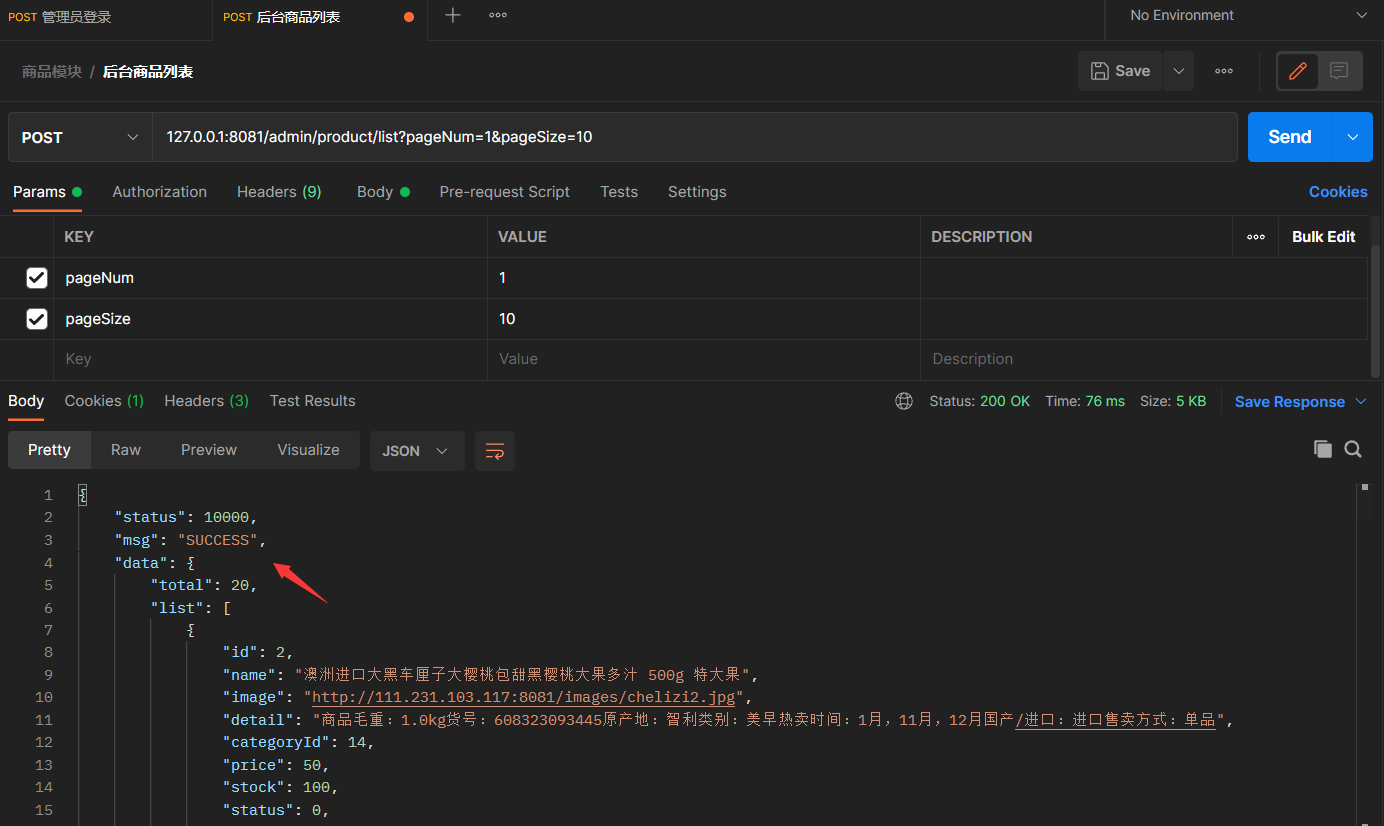 POST 管理员登录 POST 后台商品列表 No Environment
商品模块 / 后台商品列表 Save
POST 127.0.0.1:8081/admin/product/list?pageNum=1&pageSize=10 Send
Params Authorization Headers (9) Body Pre-request Script Tests Settings Cookies
KEY VALUE DESCRIPTION Bulk Edit
pageNum 1
pageSize 10
Key Value Description
Body Cookies (1) Headers (3) Test Results Status: 200 OK Time: 76 ms Size: 5 KB Save Response
Pretty Raw Preview Visualize JSON
1 {
2 "status": 10000,
3 "msg": "SUCCESS",
4 "data": {
5 "total": 20,
6 "list": [
7 {
8 "id": 2,
9 "name": "澳洲进口大黑车厘子大樱桃包甜黑樱桃大果多汁 500g 特大果",
10 "image": "http://111.231.103.117:8081/images/chelizi2.jpg",
11 "detail": "商品毛重：1.0kg货号：608323093445原产地：智利类别：美早热卖时间：1月，11月，12月国产/进口：进口售卖方式：单品",
12 "categoryId": 14,
13 "price": 50,
14 "stock": 100,
15 "status": 0,